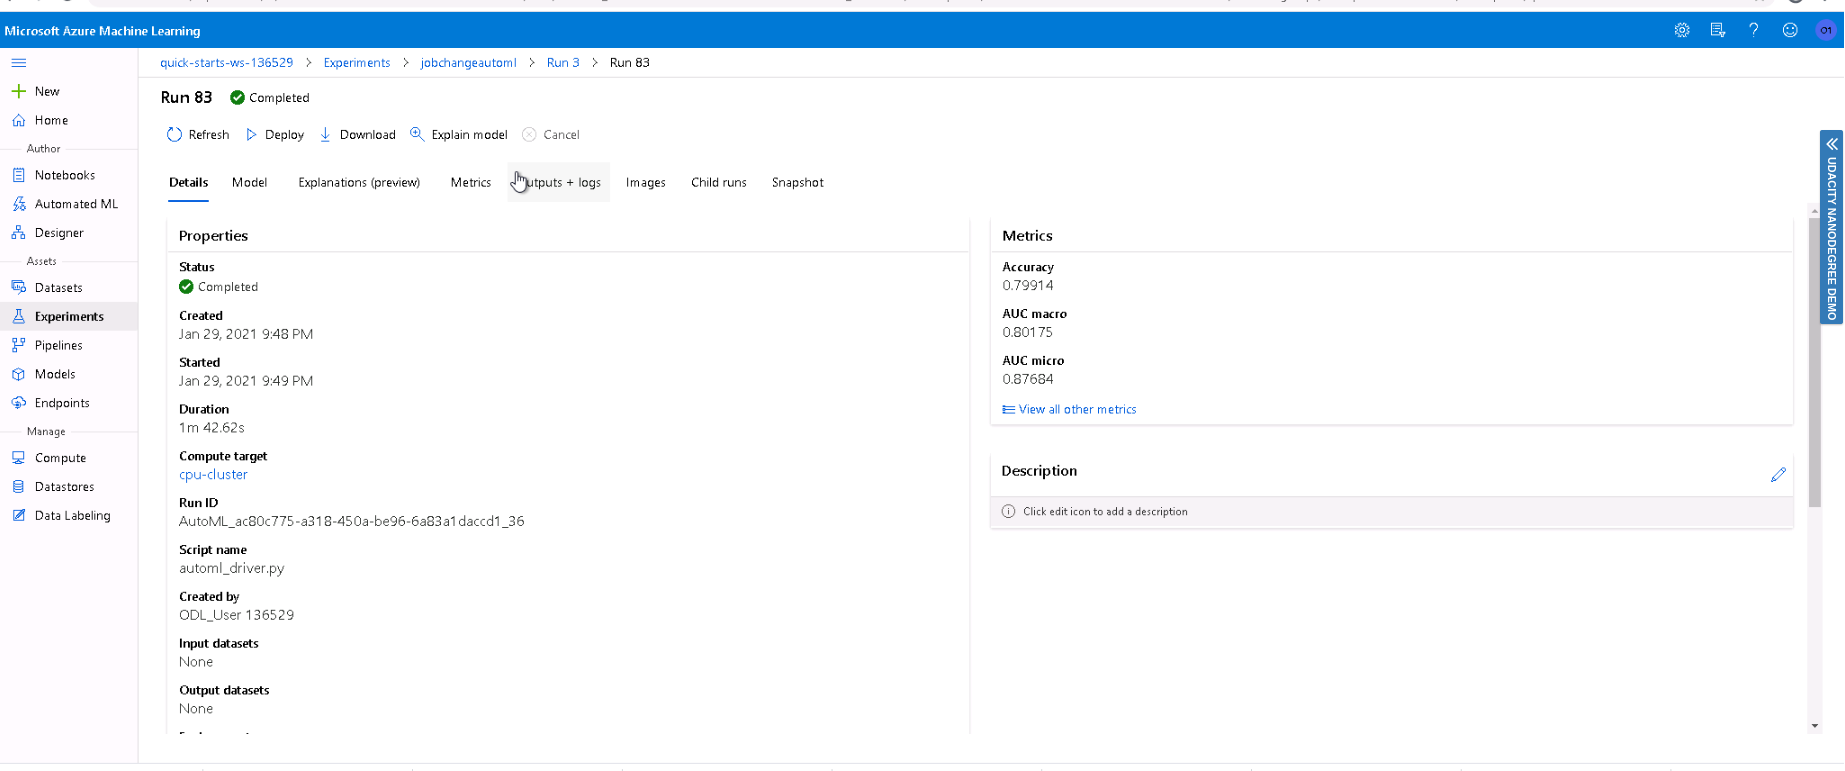 Microsoft Azure Machine Learning
01
quick-starts-ws-136529 > Experiments > jobchangeautoml > Run 3 > Run 83
New
Home
Author
Notebooks
Automated ML
Designer
Assets
Datasets
Experiments
Pipelines
Models
Endpoints
Manage
Compute
Datastores
Data Labeling
Run 83 Completed
Refresh Deploy Download Explain model Cancel
Details Model Explanations (preview) Metrics utputs + logs Images Child runs Snapshot
Properties
Status
Completed
Created
Jan 29, 2021 9:48 PM
Started
Jan 29, 2021 9:49 PM
Duration
1m 42.62s
Compute target
cpu-cluster
Run ID
AutoML_ac80c775-a318-450a-be96-6a83a1daccd1_36
Script name
automl_driver.py
Created by
ODL_User 136529
Input datasets
None
Output datasets
None
Metrics
Accuracy
0.79914
AUC macro
0.80175
AUC micro
0.87684
View all other metrics
Description
Click edit icon to add a description
UDACITY NANODEGREE DEMO